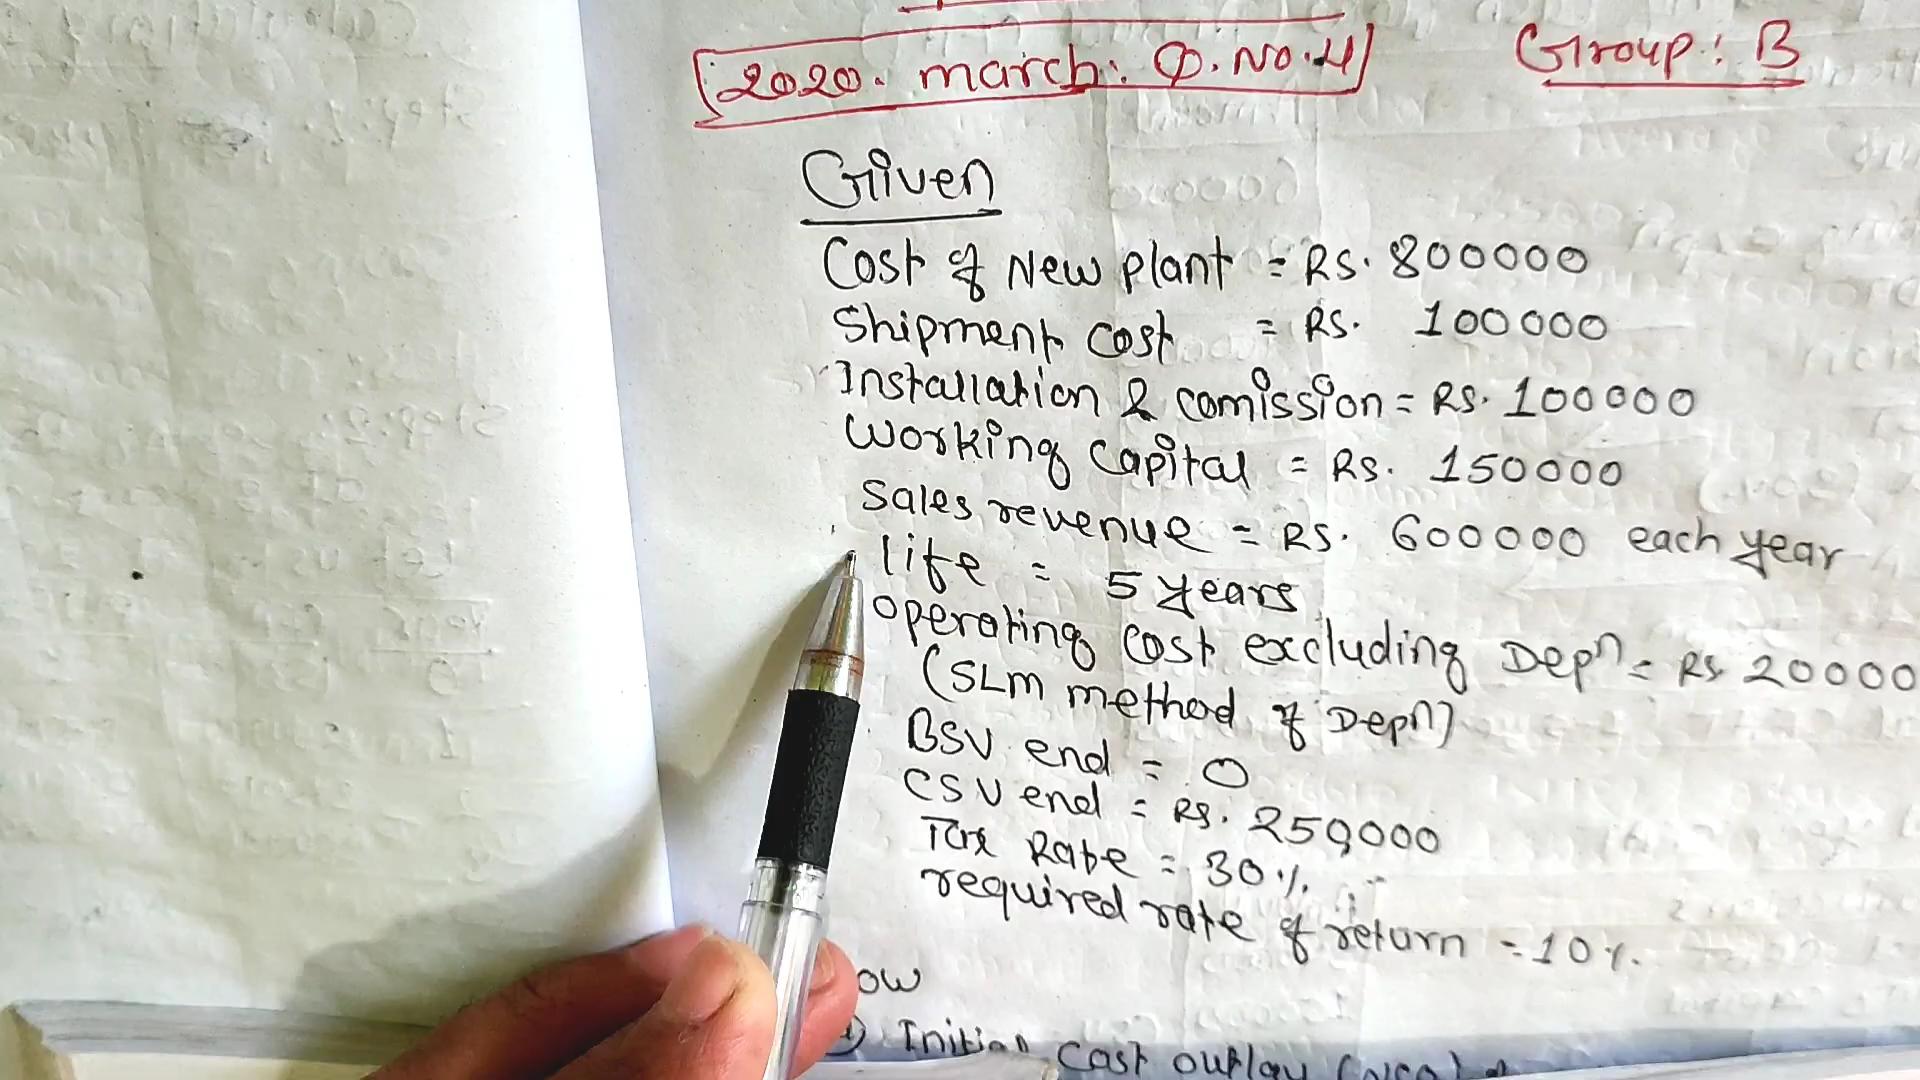 2020. march: Q.NO.4
Group: B
Given
Cost of New plant = RS. 800000
Shipment cost = RS. 100000
Installation & comission = RS. 100000
Working capital = RS. 150000
Sales revenue = RS. 600000 each year
life = 5 years
operating cost excluding Depⁿ = RS 20000
(SLM method of Depⁿ)
BSV end = 0
CSV end = RS. 250000
Tax Rate = 30%
required rate of return = 10%
ow
Initial cost outlay